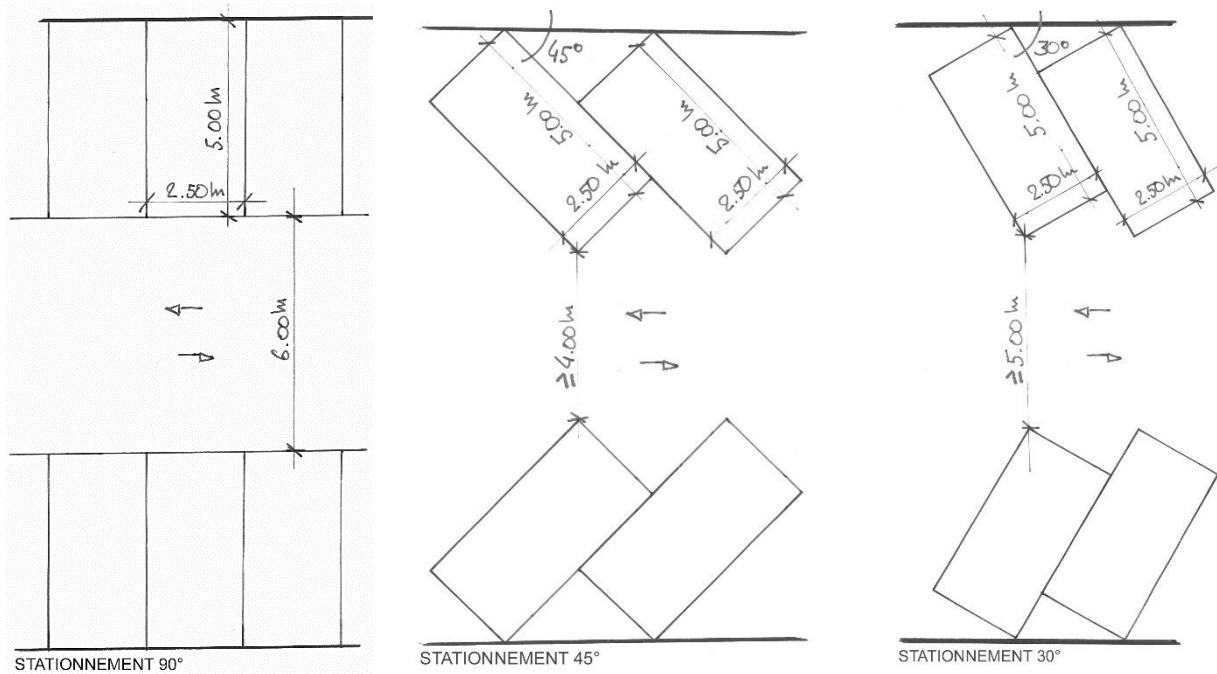 5.00m
2.50m
6.00m
STATIONNEMENT 90°
45°
5.00m
5.00m
2.50m
2.50m
≥4.00m
STATIONNEMENT 45°
30°
5.00m
5.00m
2.50m
2.50m
≥5.00m
STATIONNEMENT 30°